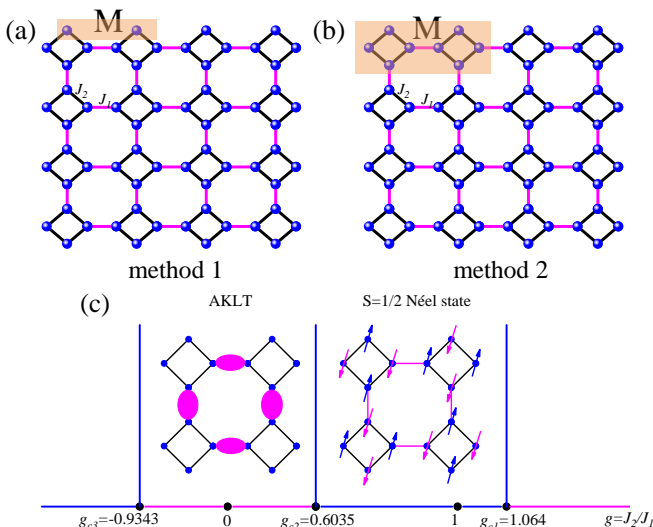 (a) M
J2 J1
method 1
(b) M
J2 J1
method 2
(c)
AKLT S=1/2 Néel state
gc3=-0.9343 0 gc2=0.6035 1 gc1=1.064 g=J2/J1